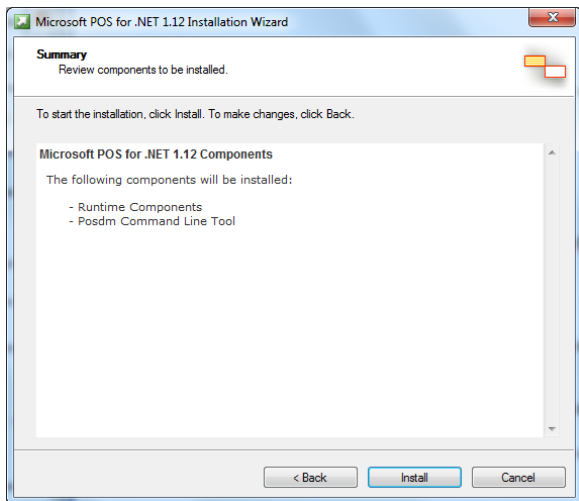 Microsoft POS for .NET 1.12 Installation Wizard
Summary
Review components to be installed.
To start the installation, click Install. To make changes, click Back.
Microsoft POS for .NET 1.12 Components
The following components will be installed:
- Runtime Components
- Posdm Command Line Tool
< Back
Install
Cancel